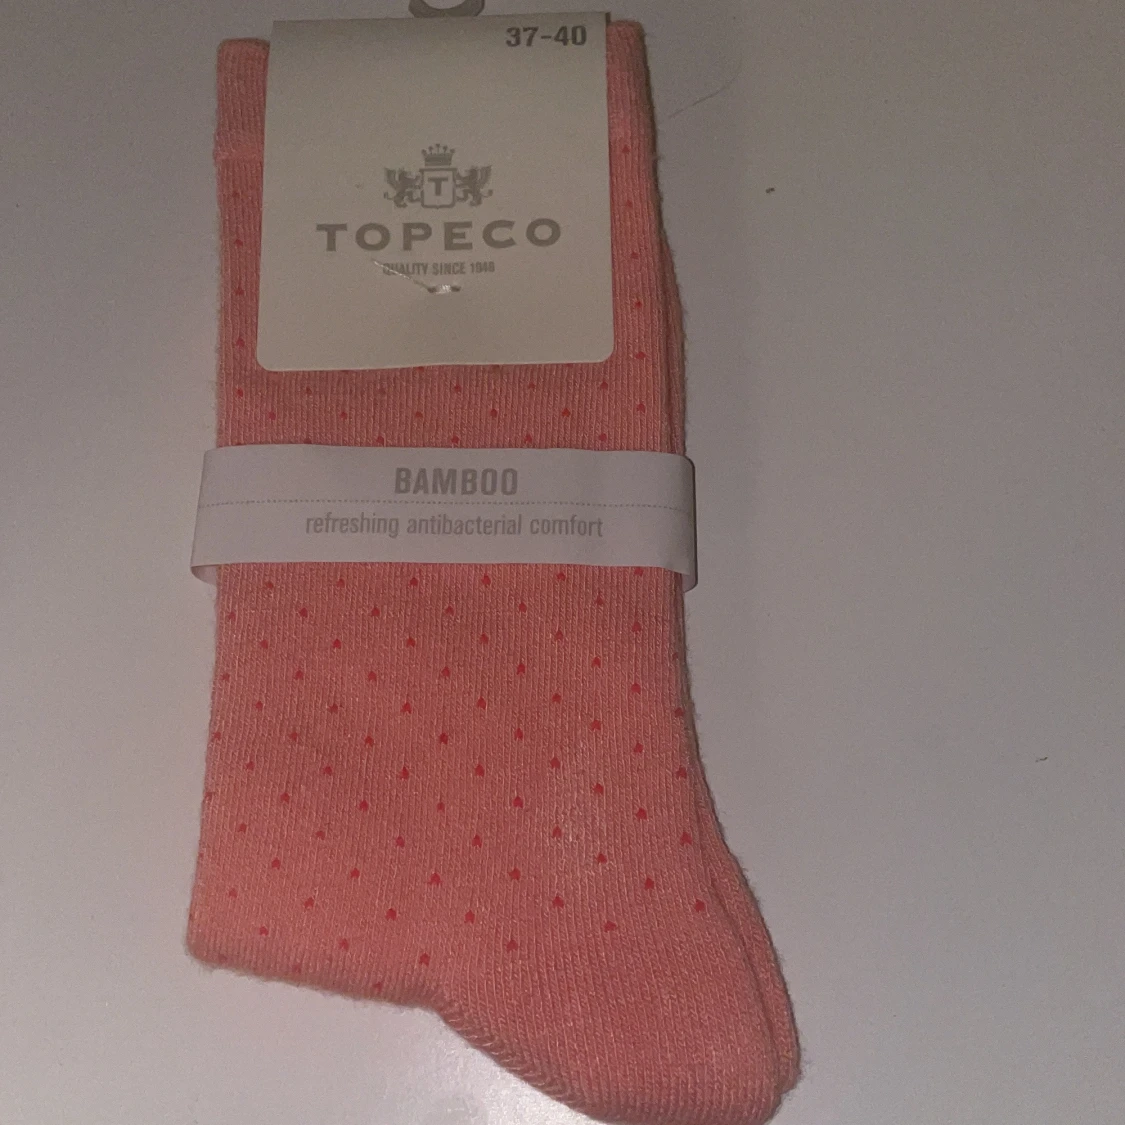 37-40
T
TOPECO
QUALITY SINCE 1946
BAMBOO
refreshing antibacterial comfort